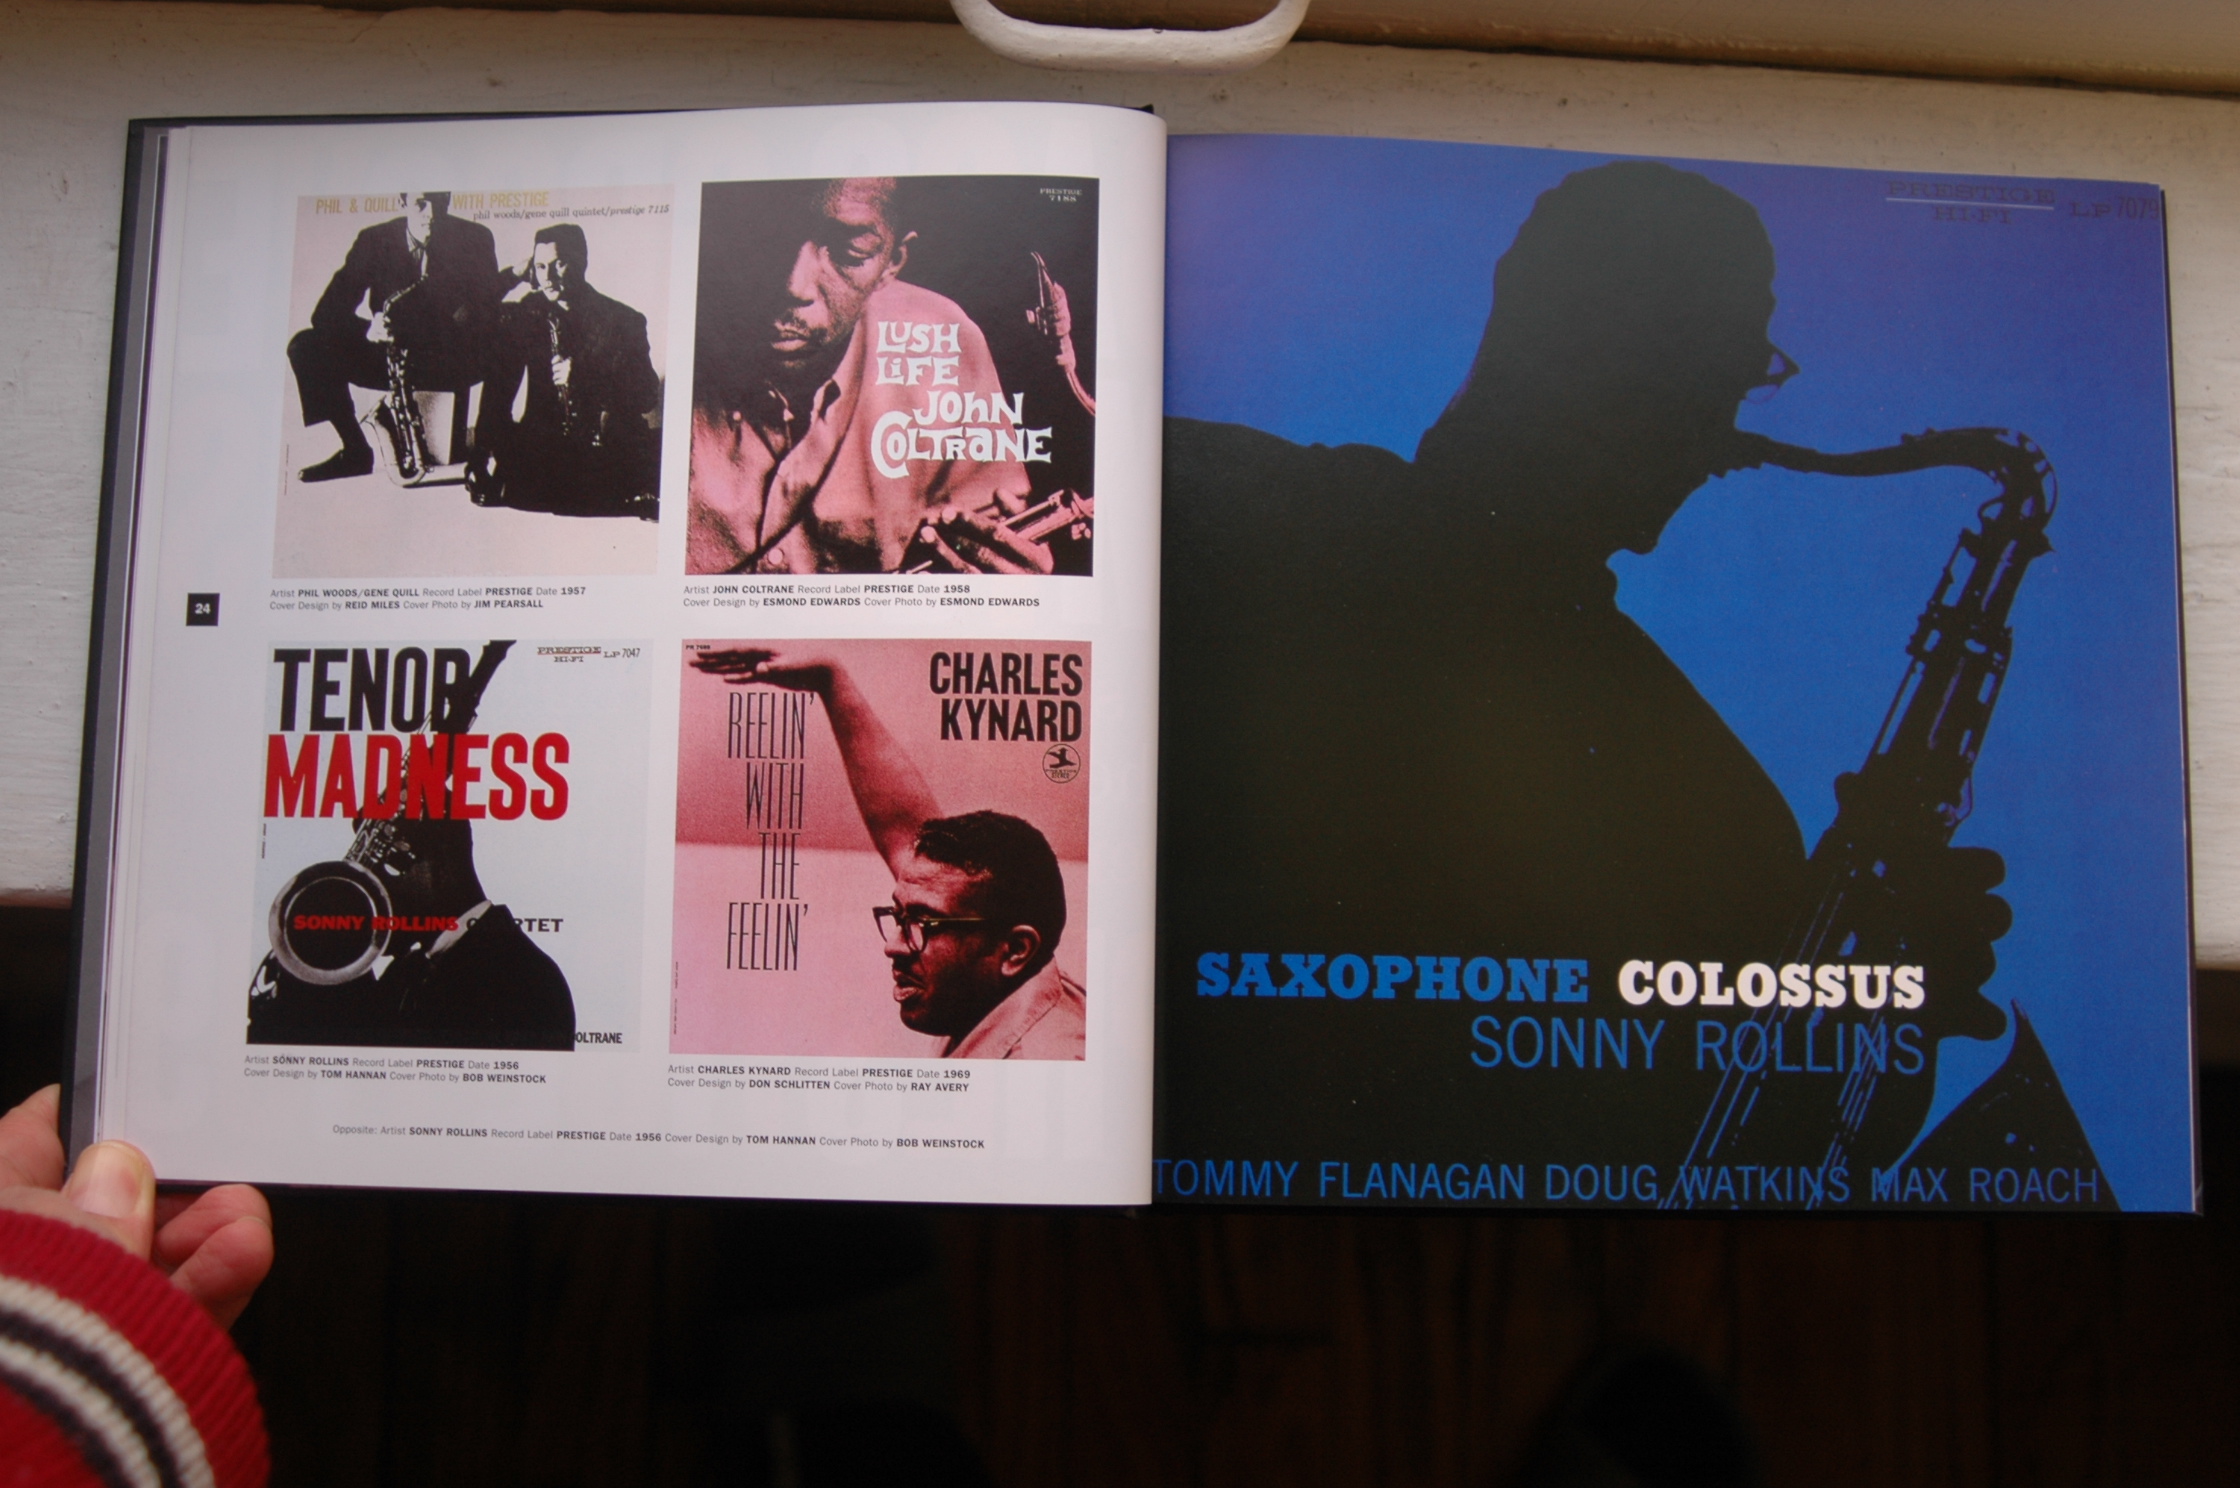 PHIL & QUILL WITH PRESTIGE
phil woods/gene quill quintet/prestige 7115
PRESTIGE
7188
LUSH
LIFE
JOHN
COLTRANE
Artist PHIL WOODS/GENE QUILL Record Label PRESTIGE Date 1957
Cover Design by REID MILES Cover Photo by JIM PEARSALL
Artist JOHN COLTRANE Record Label PRESTIGE Date 1958
Cover Design by ESMOND EDWARDS Cover Photo by ESMOND EDWARDS
24
TENOR
MADNESS
PRESTIGE
HI-FI LP 7047
SONNY ROLLINS
OLTRANE
PR 7688
CHARLES
KYNARD
REELIN'
WITH
THE
FEELIN'
Artist SONNY ROLLINS Record Label PRESTIGE Date 1956
Cover Design by TOM HANNAN Cover Photo by BOB WEINSTOCK
Artist CHARLES KYNARD Record Label PRESTIGE Date 1969
Cover Design by DON SCHLITTEN Cover Photo by RAY AVERY
Opposite: Artist SONNY ROLLINS Record Label PRESTIGE Date 1956 Cover Design by TOM HANNAN Cover Photo by BOB WEINSTOCK
PRESTIGE
HI-FI LP 7079
SAXOPHONE COLOSSUS
SONNY ROLLINS
TOMMY FLANAGAN DOUG WATKINS MAX ROACH